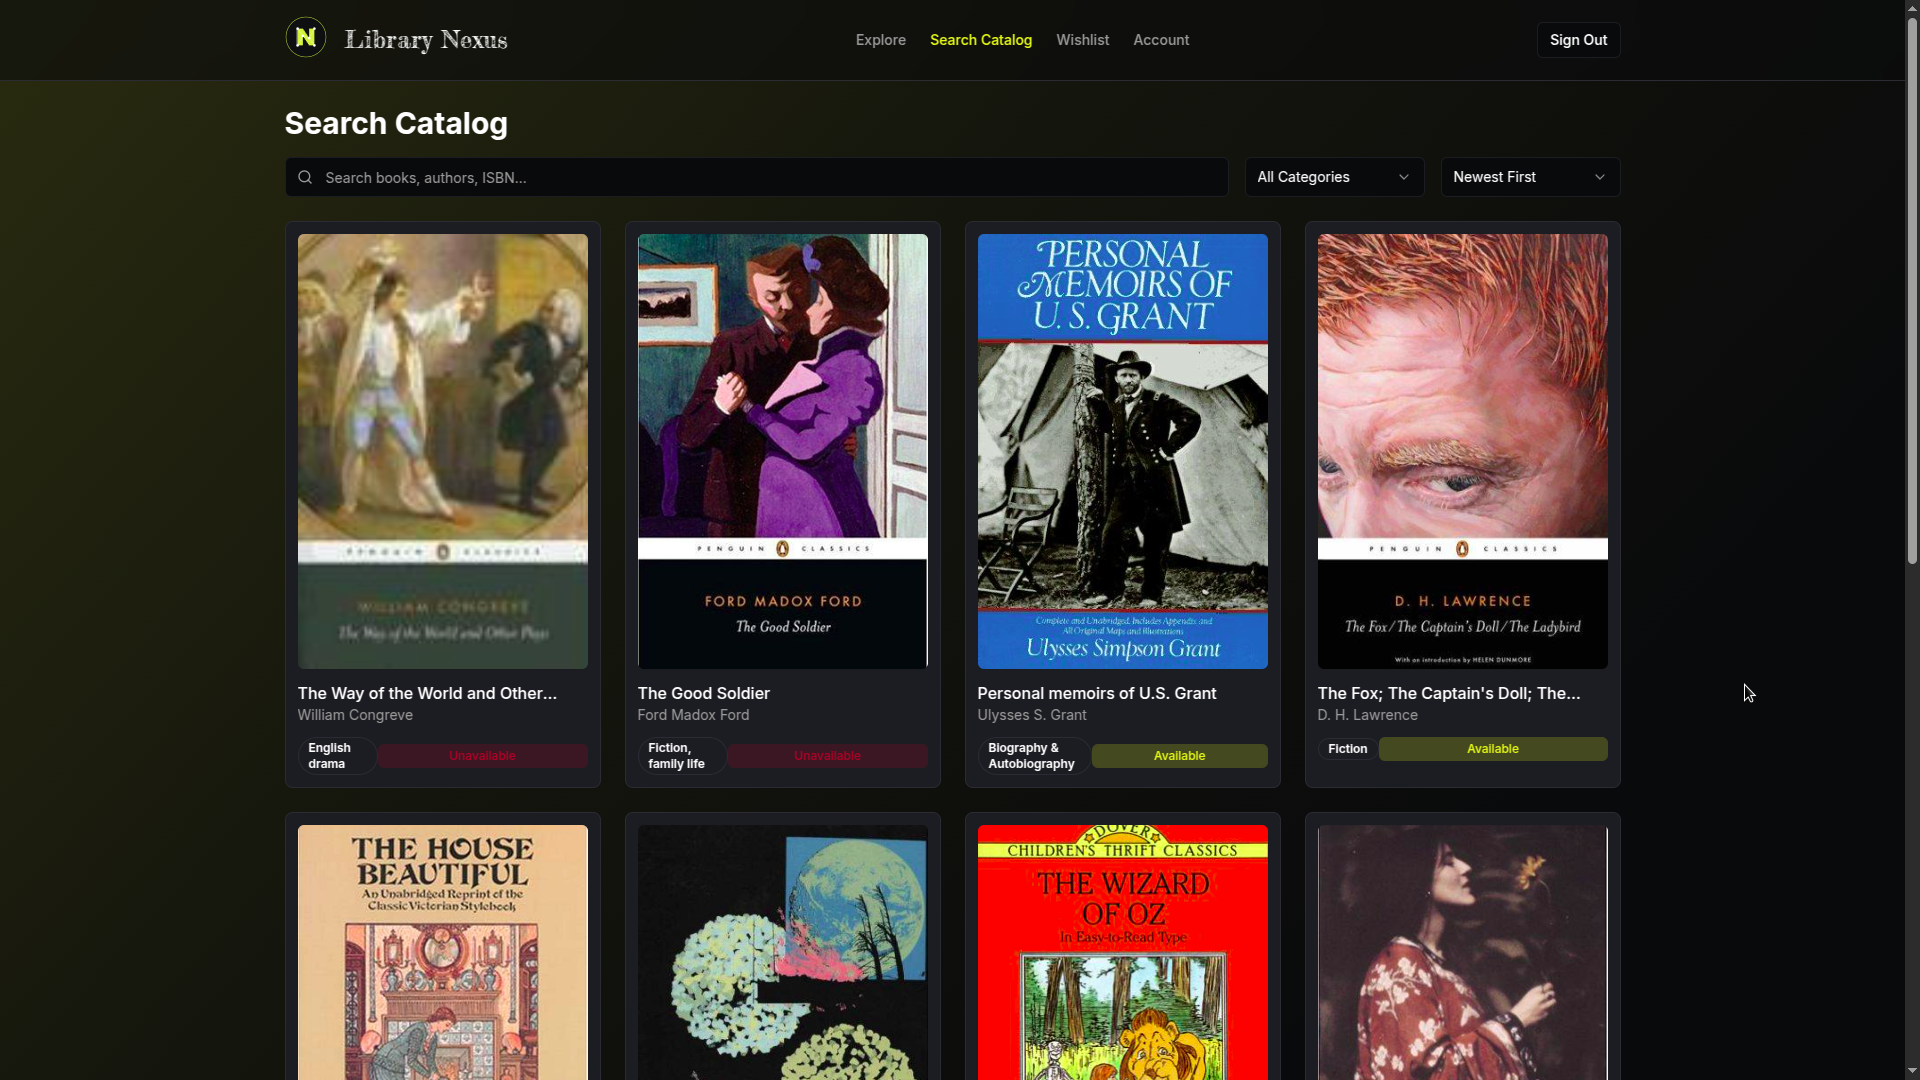 N
Library Nexus
Explore
Search Catalog
Wishlist
Account
Sign Out
Search Catalog
Search books, authors, ISBN...
All Categories
Newest First
PENGUIN CLASSICS
WILLIAM CONGREVE
The Way of the World and Other Plays
The Way of the World and Other...
William Congreve
English
drama
Unavailable
PENGUIN CLASSICS
FORD MADOX FORD
The Good Soldier
The Good Soldier
Ford Madox Ford
Fiction,
family life
Unavailable
PERSONAL
MEMOIRS OF
U. S. GRANT
Complete and Unabridged, Includes Appendix and
All Original Maps and Illustrations
Ulysses Simpson Grant
Personal memoirs of U.S. Grant
Ulysses S. Grant
Biography &
Autobiography
Available
PENGUIN CLASSICS
D. H. LAWRENCE
The Fox / The Captain's Doll / The Ladybird
With an introduction by HELEN DUNMORE
The Fox; The Captain's Doll; The...
D. H. Lawrence
Fiction
Available
THE HOUSE
BEAUTIFUL
An Unabridged Reprint of the
Classic Victorian Stylebook
DOVER
CHILDREN'S THRIFT CLASSICS
THE WIZARD
OF OZ
In Easy-to-Read Type